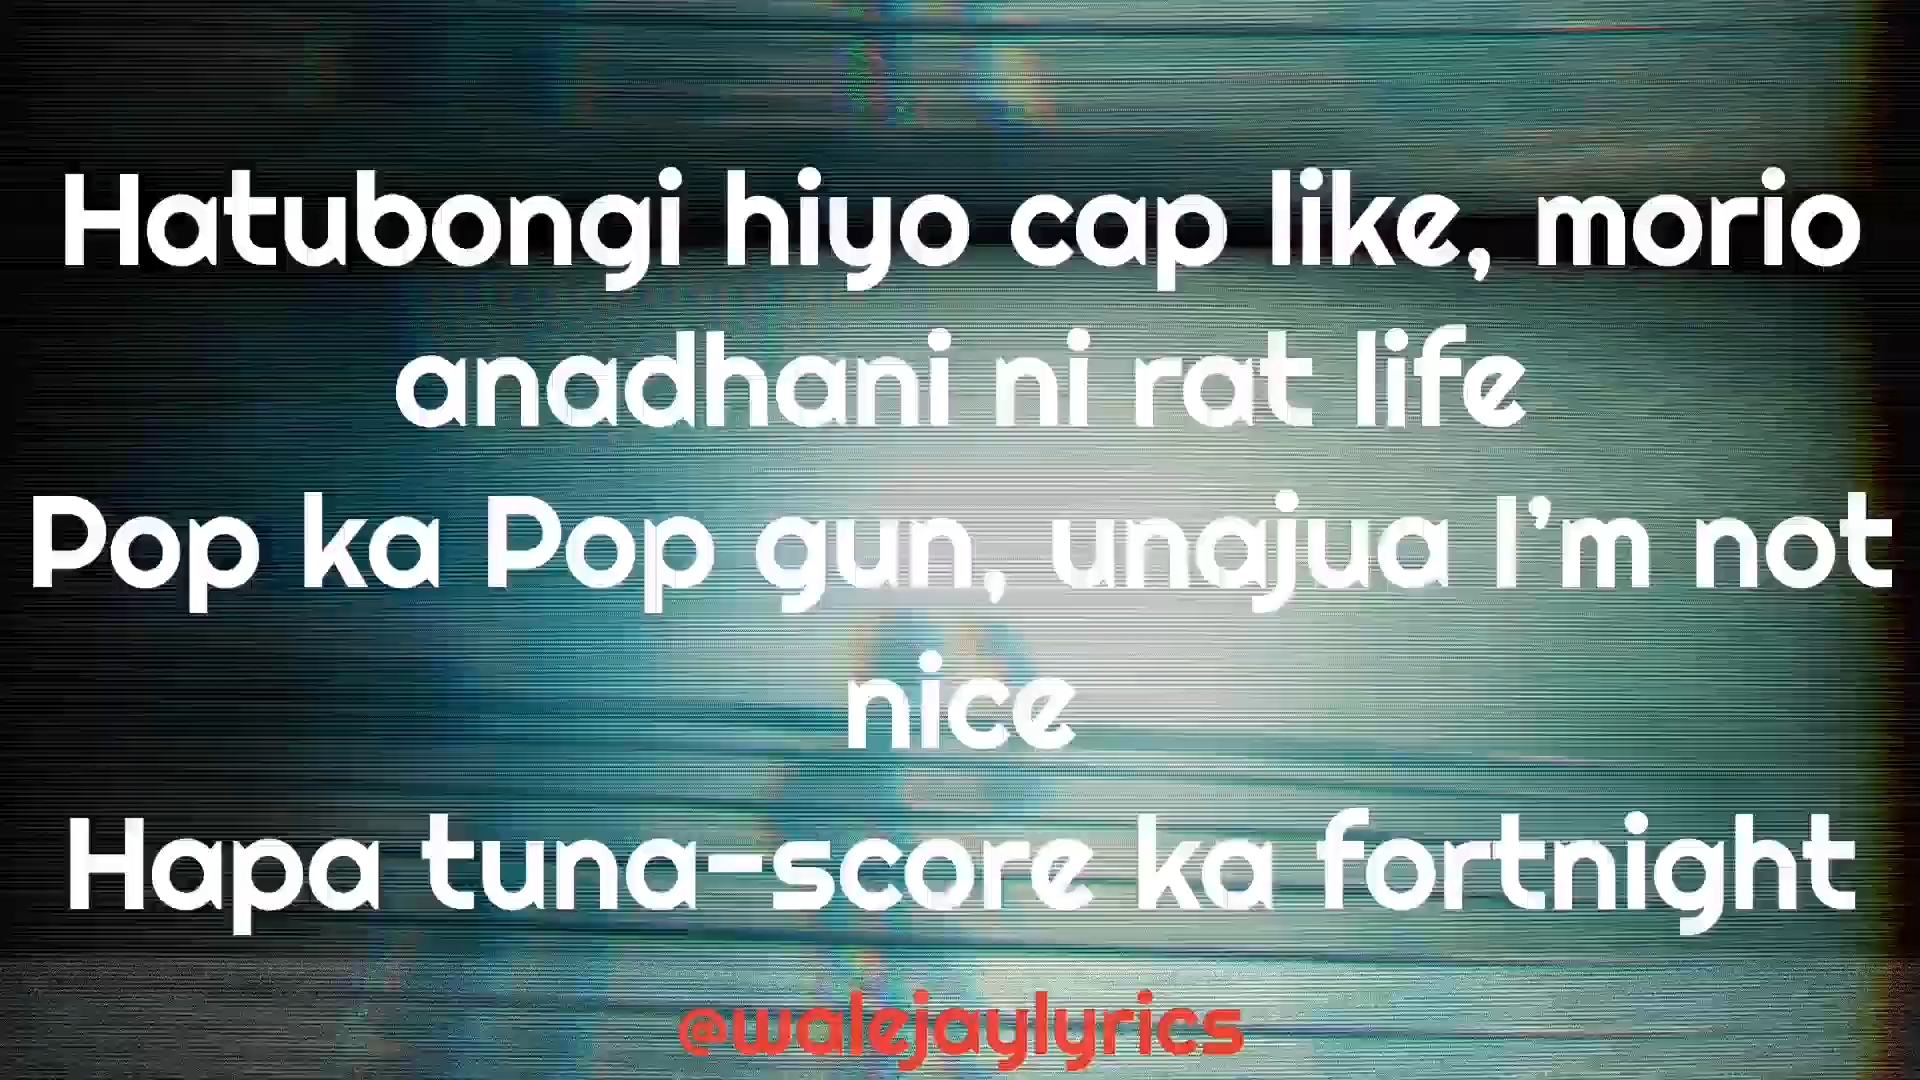 Hatubongi hiyo cap like, morio
anadhani ni rat life
Pop ka Pop gun, unajua I'm not
nice
Hapa tuna-score ka fortnight
@walejaylyrics